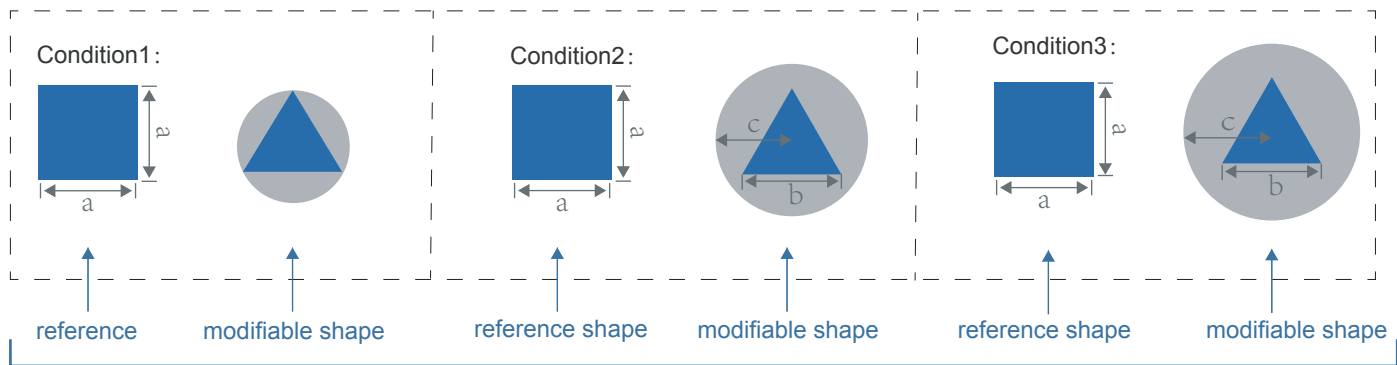 Condition1:
a
a
reference
modifiable shape
Condition2:
a
a
c
b
reference shape
modifiable shape
Condition3:
a
a
c
b
reference shape
modifiable shape